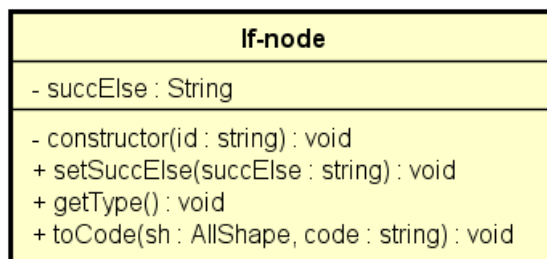 If-node
- succElse : String
- constructor(id : string) : void
+ setSuccElse(succElse : string) : void
+ getType() : void
+ toCode(sh : AllShape, code : string) : void